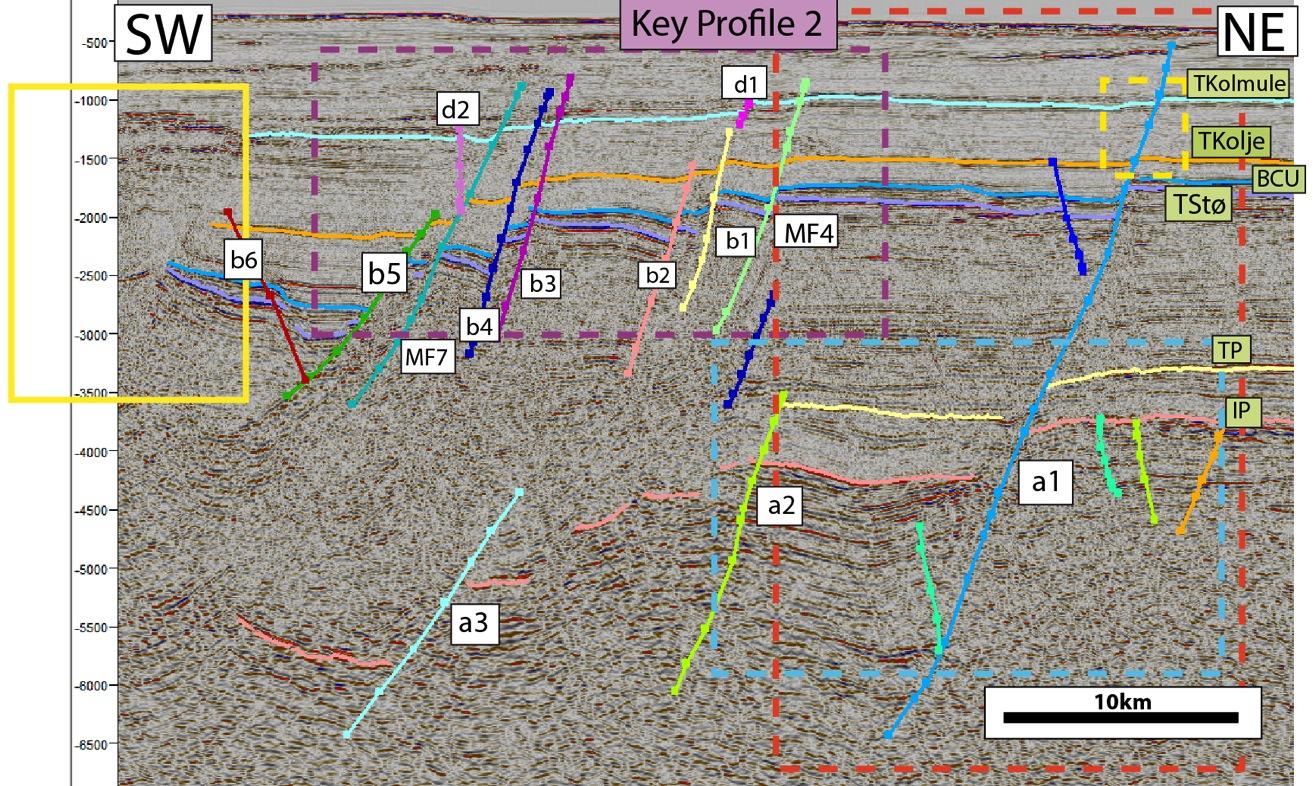 SW
Key Profile 2
NE
-500
-1000
-1500
-2000
-2500
-3000
-3500
-4000
-4500
-5000
-5500
-6000
-6500
TKolmule
TKolje
BCU
TStø
TP
IP
d2
d1
b6
b5
b4
b3
b2
b1
MF4
MF7
a1
a2
a3
10km